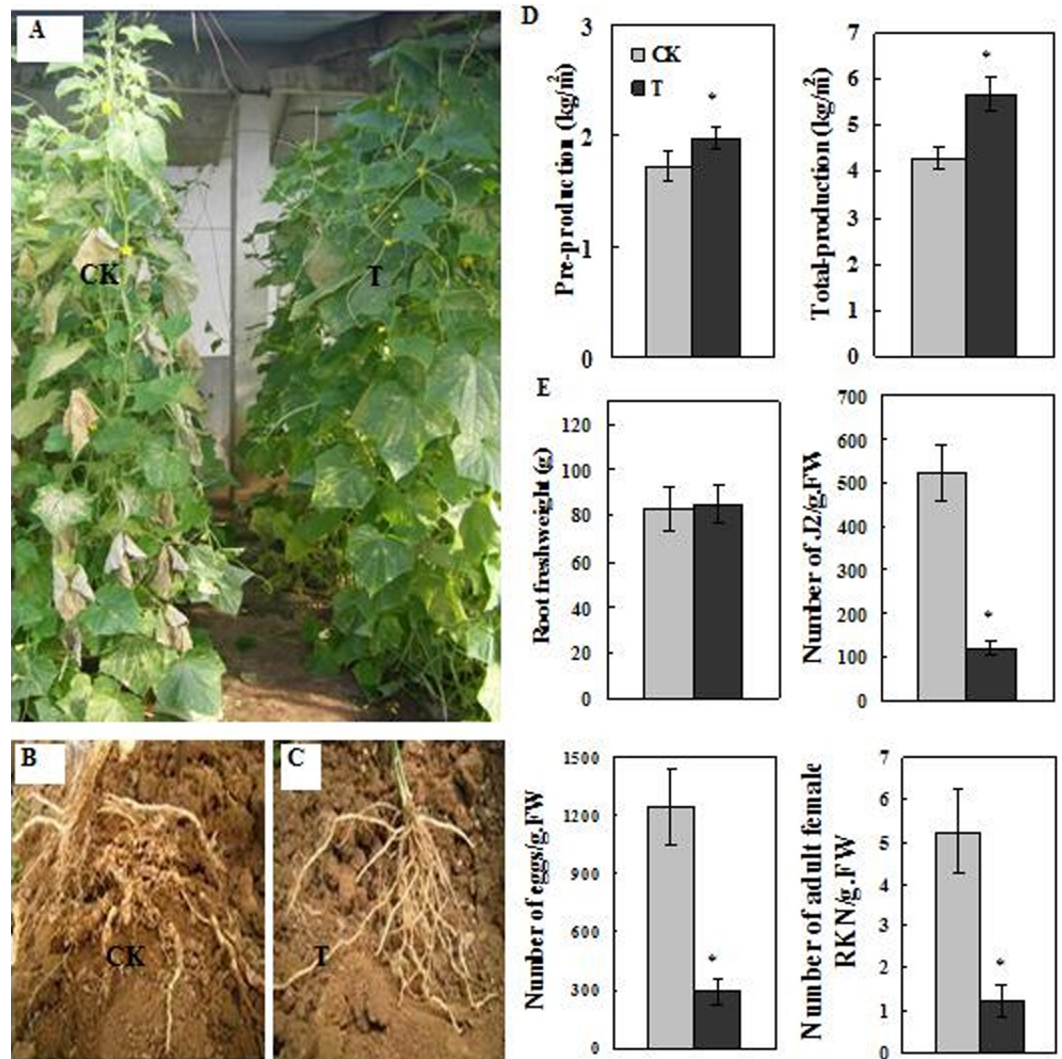 A
CK
T
B
CK
C
T
D
Pre-production (kg/m²)
3
2
1
0
CK
T
*
Total-production (kg/m²)
7
6
5
4
3
2
1
0
*
E
Root freshweight (g)
120
100
80
60
40
20
0
Number of J2/g.FW
700
600
500
400
300
200
100
0
*
Number of eggs/g.FW
1500
1200
900
600
300
0
*
Number of adult female
RKN/g.FW
7
6
5
4
3
2
1
0
*